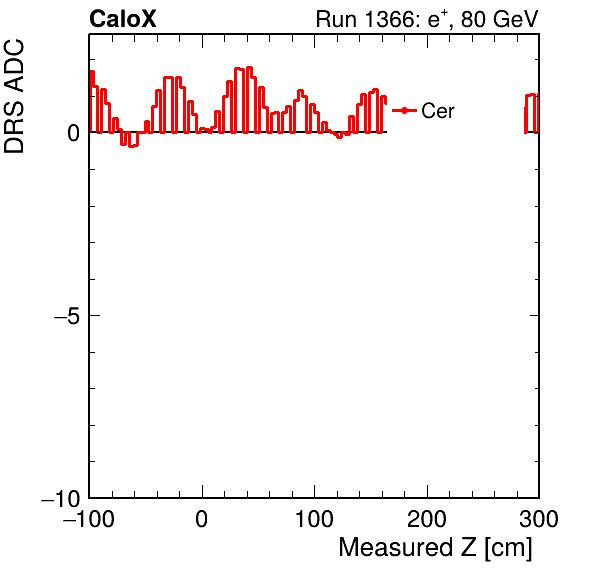 CaloX
Run 1366: e⁺, 80 GeV
DRS ADC
Cer
0
−5
−10
−100 0 100 200 300
Measured Z [cm]